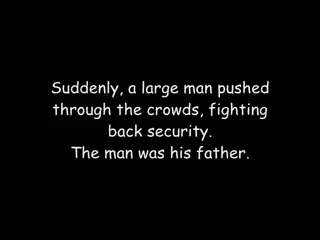 Suddenly, a large man pushed
through the crowds, fighting
back security.
The man was his father.